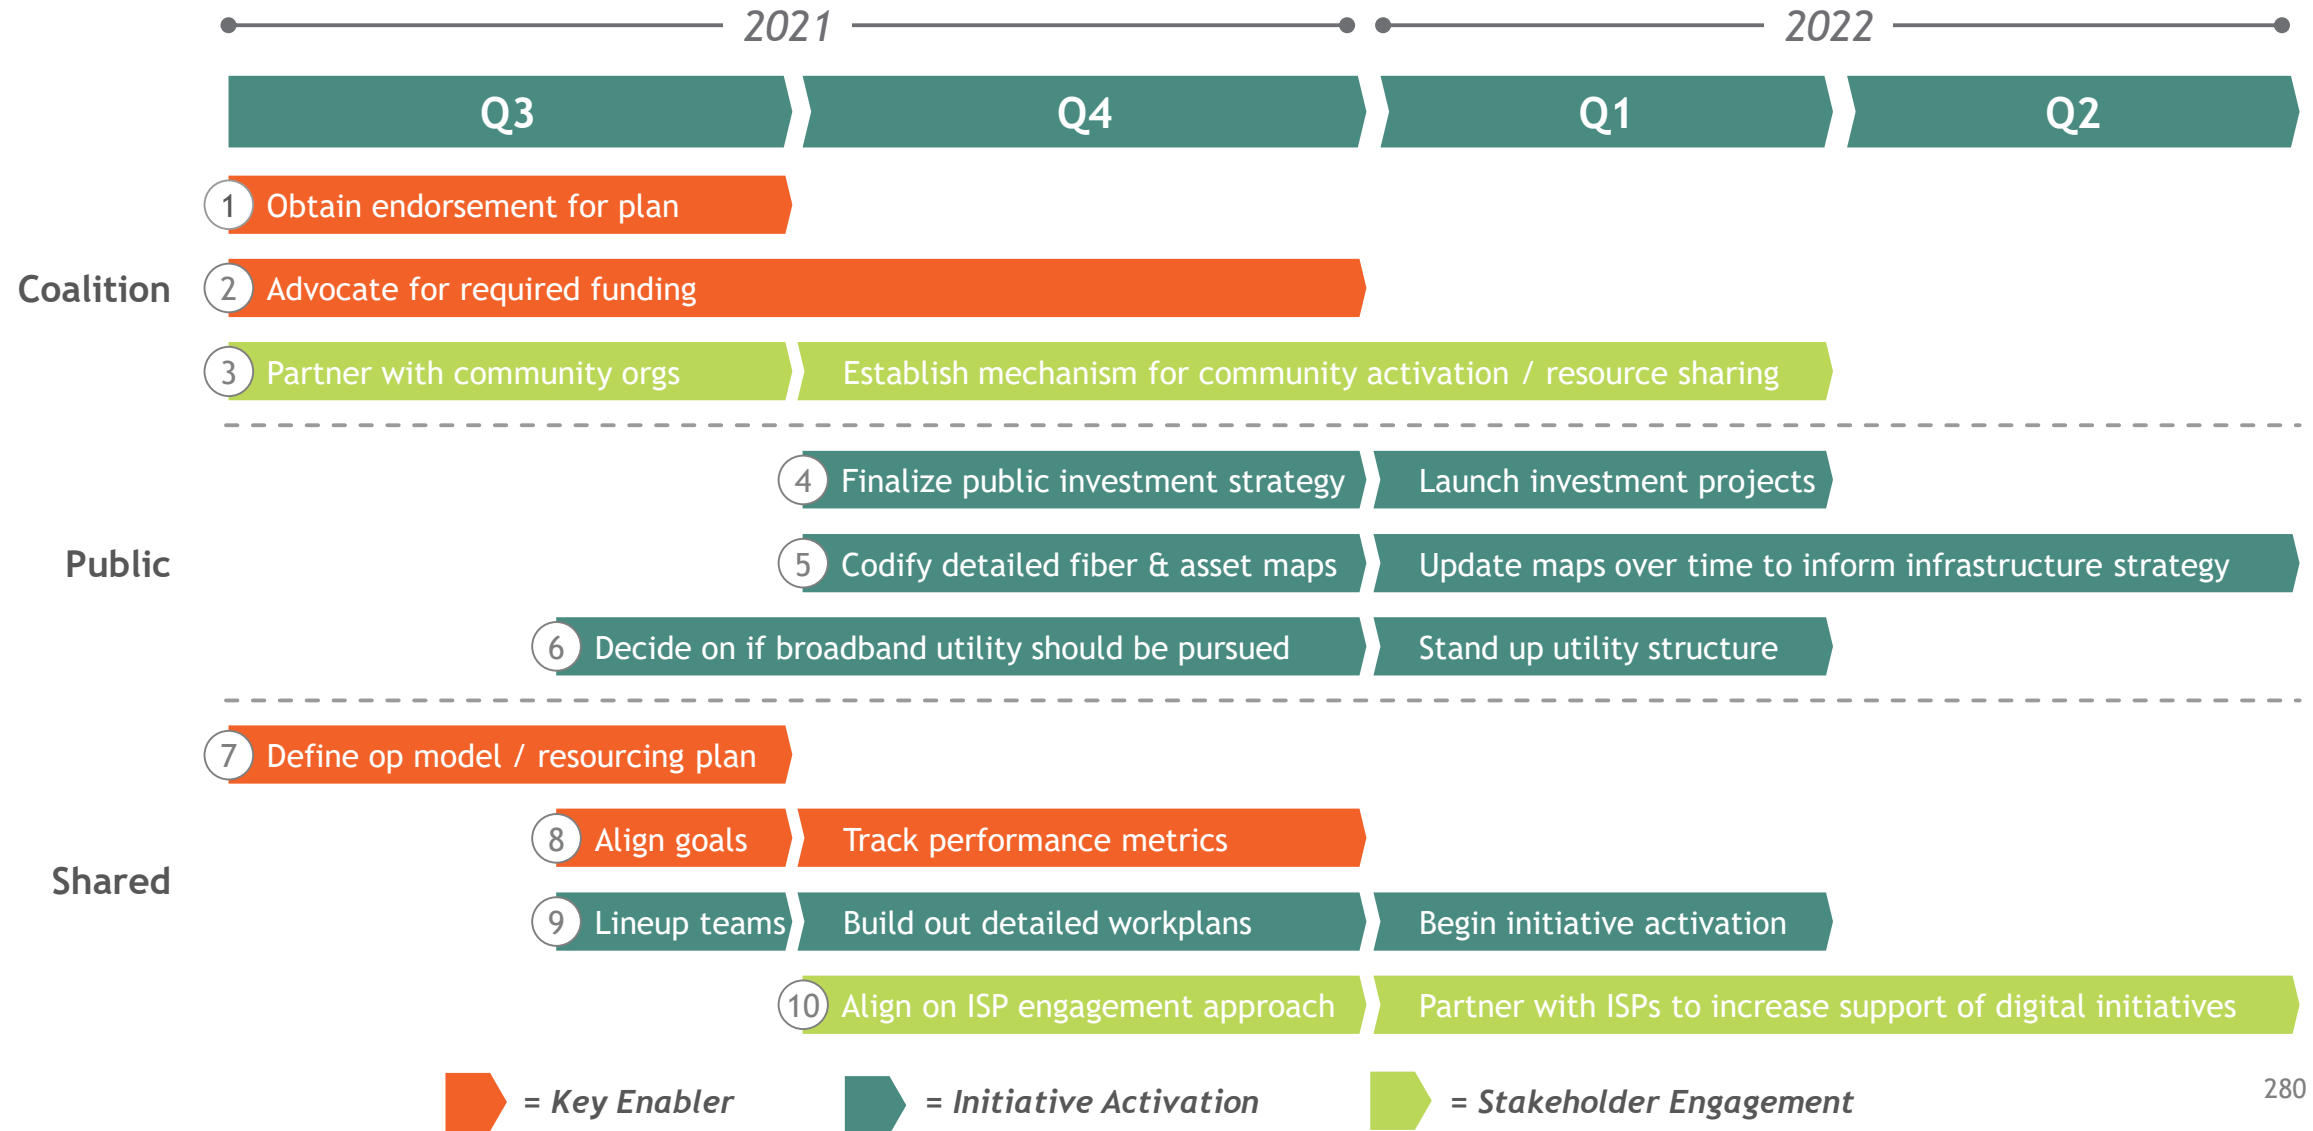 2021 2022
Q3 Q4 Q1 Q2
1 Obtain endorsement for plan
Coalition 2 Advocate for required funding
3 Partner with community orgs Establish mechanism for community activation / resource sharing
4 Finalize public investment strategy Launch investment projects
Public 5 Codify detailed fiber & asset maps Update maps over time to inform infrastructure strategy
6 Decide on if broadband utility should be pursued Stand up utility structure
7 Define op model / resourcing plan
8 Align goals Track performance metrics
Shared 9 Lineup teams Build out detailed workplans Begin initiative activation
10 Align on ISP engagement approach Partner with ISPs to increase support of digital initiatives
= Key Enabler = Initiative Activation = Stakeholder Engagement
280